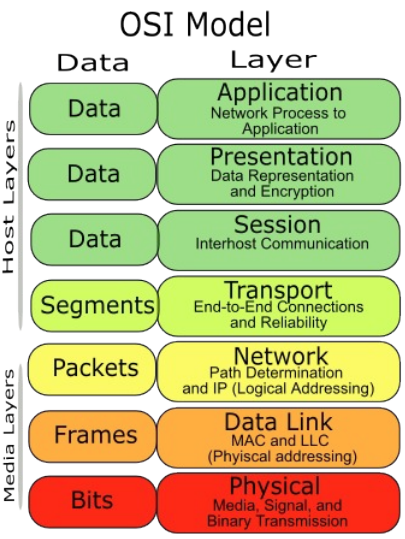 OSI Model
Data Layer
Host Layers
Data
Application
Network Process to
Application
Data
Presentation
Data Representation
and Encryption
Data
Session
Interhost Communication
Segments
Transport
End-to-End Connections
and Reliability
Media Layers
Packets
Network
Path Determination
and IP (Logical Addressing)
Frames
Data Link
MAC and LLC
(Phyiscal addressing)
Bits
Physical
Media, Signal, and
Binary Transmission